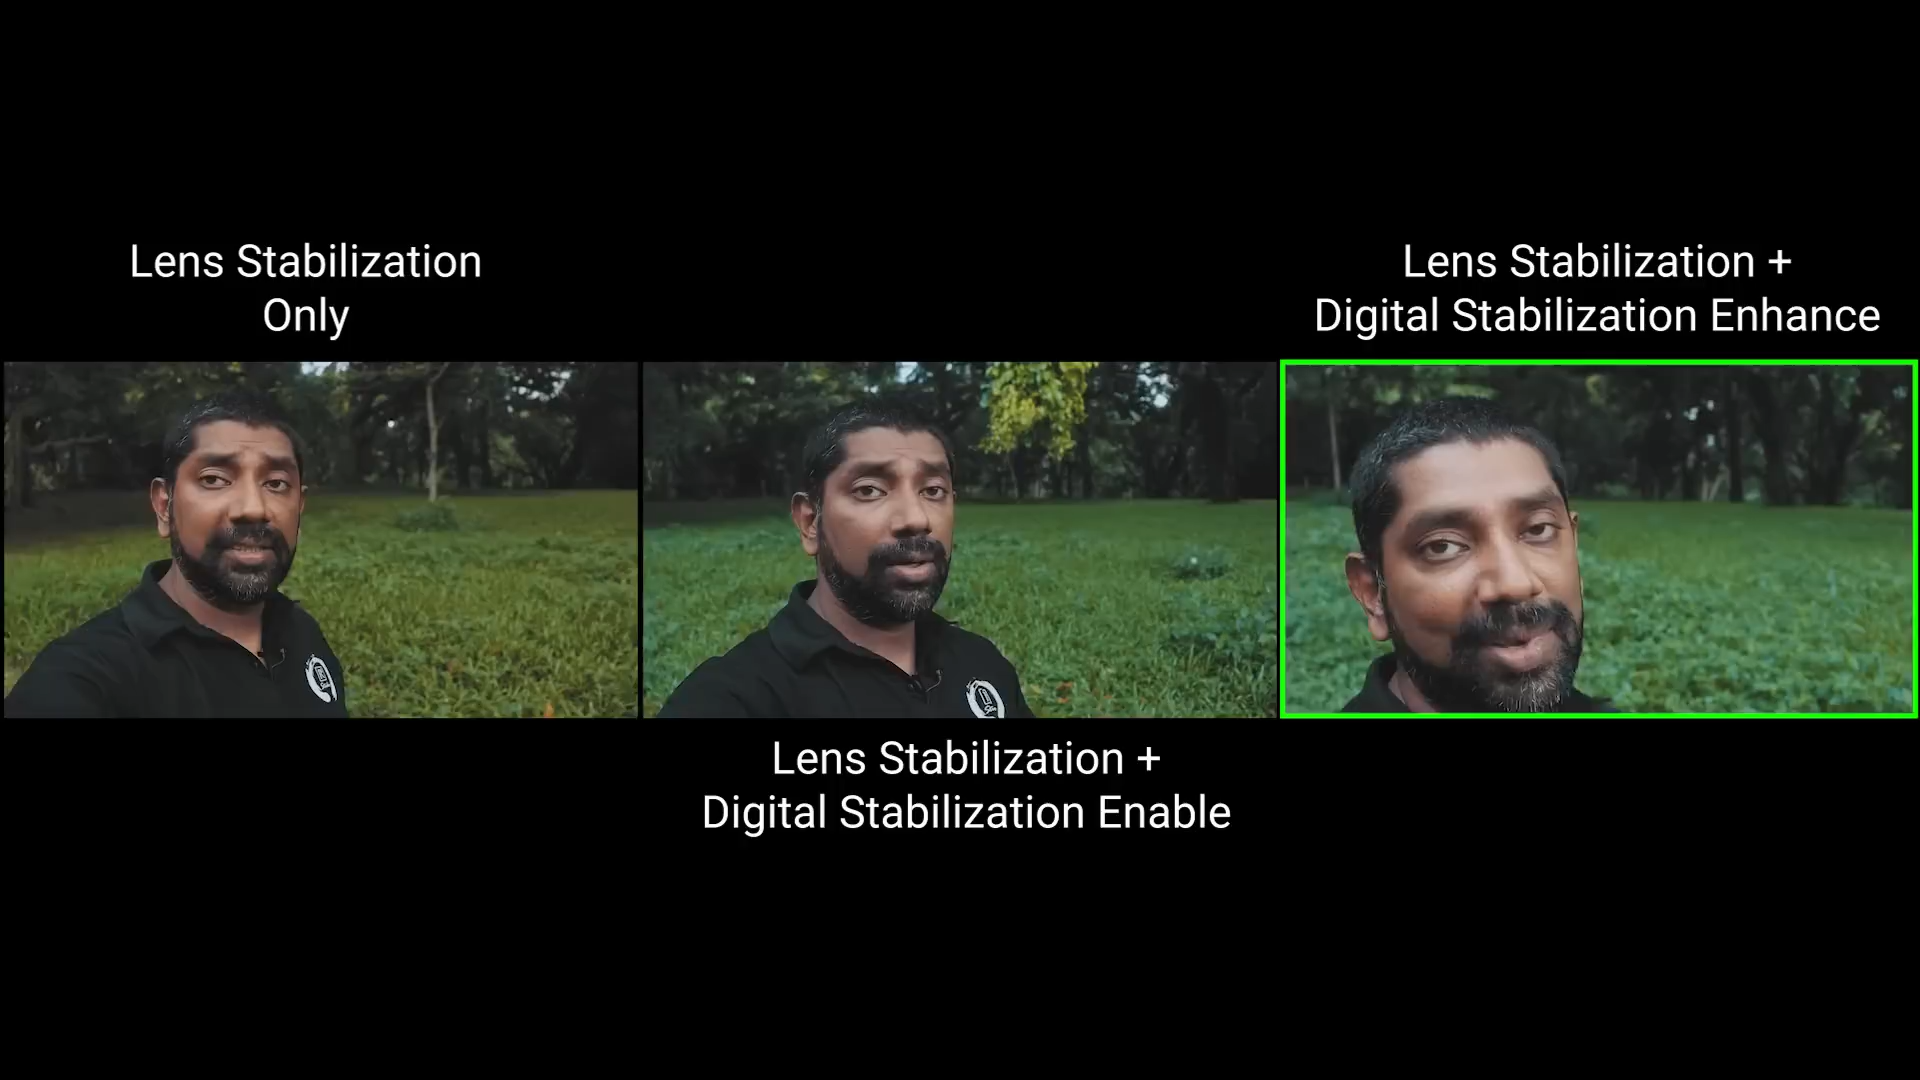 Lens Stabilization
Only
Lens Stabilization +
Digital Stabilization Enable
Lens Stabilization +
Digital Stabilization Enhance